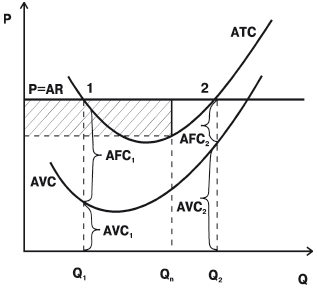 P
ATC
P=AR
1
2
AFC₁
AFC₂
AVC
AVC₁
AVC₂
Q₁
Qₙ
Q₂
Q